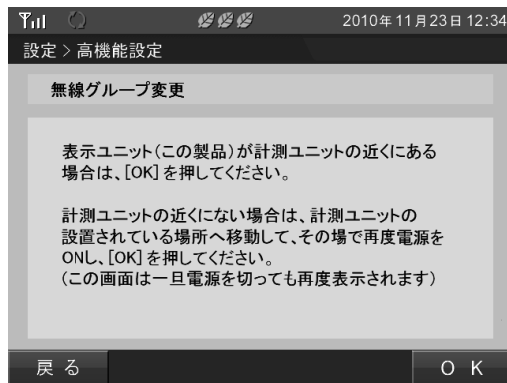 2010年11月23日 12:34
設定 > 高機能設定
無線グループ変更
表示ユニット(この製品)が計測ユニットの近くにある
場合は、[OK]を押してください。
計測ユニットの近くにない場合は、計測ユニットの
設置されている場所へ移動して、その場で再度電源を
ONし、[OK]を押してください。
(この画面は一旦電源を切っても再度表示されます)
戻る
OK